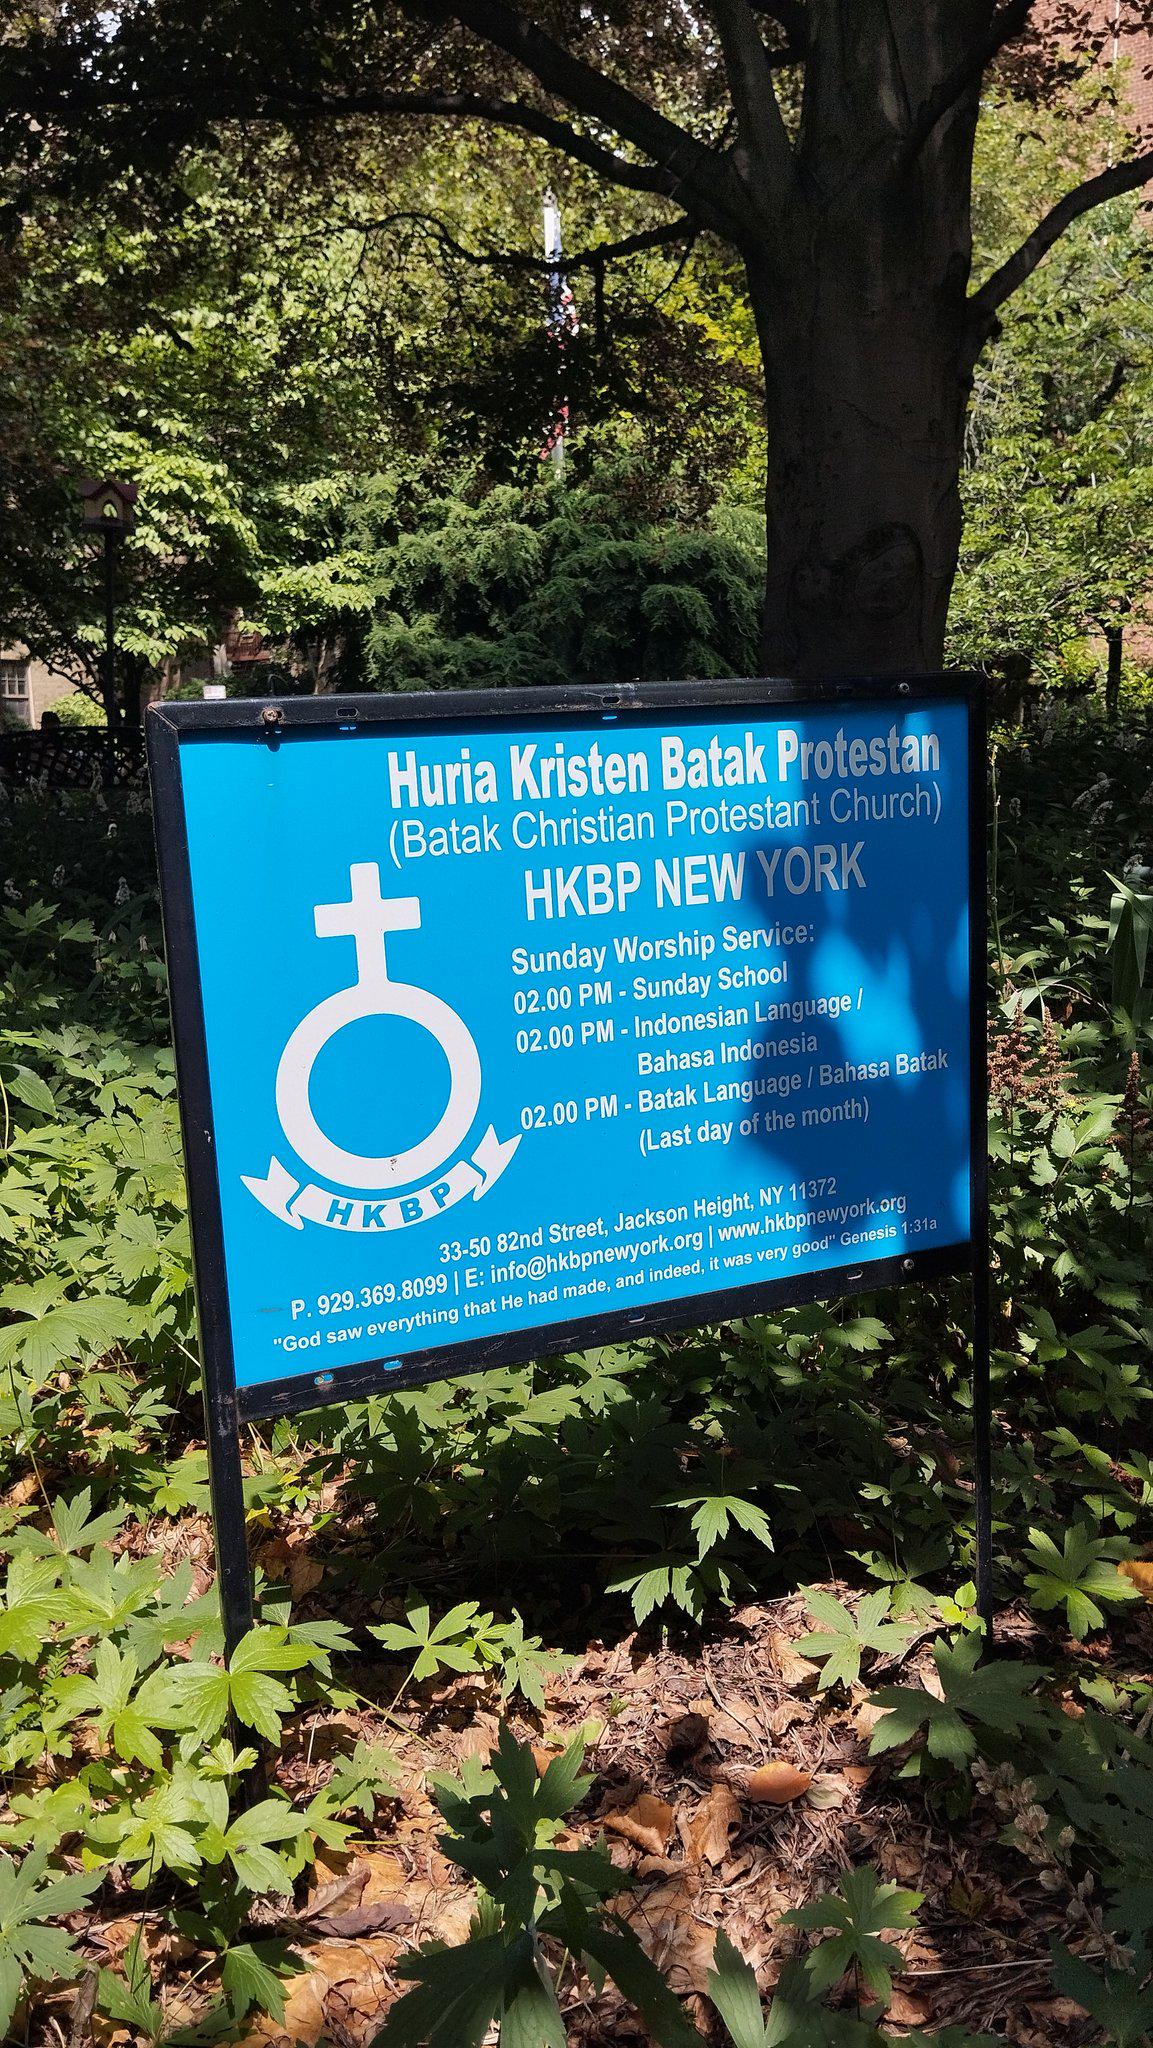 Huria Kristen Batak Protestan
(Batak Christian Protestant Church)
HKBP NEW YORK
Sunday Worship Service:
02.00 PM - Sunday School
02.00 PM - Indonesian Language /
Bahasa Indonesia
02.00 PM - Batak Language / Bahasa Batak
(Last day of the month)
HKBP
33-50 82nd Street, Jackson Height, NY 11372
P. 929.369.8099 | E: info@hkbpnewyork.org | www.hkbpnewyork.org
"God saw everything that He had made, and indeed, it was very good" Genesis 1:31a